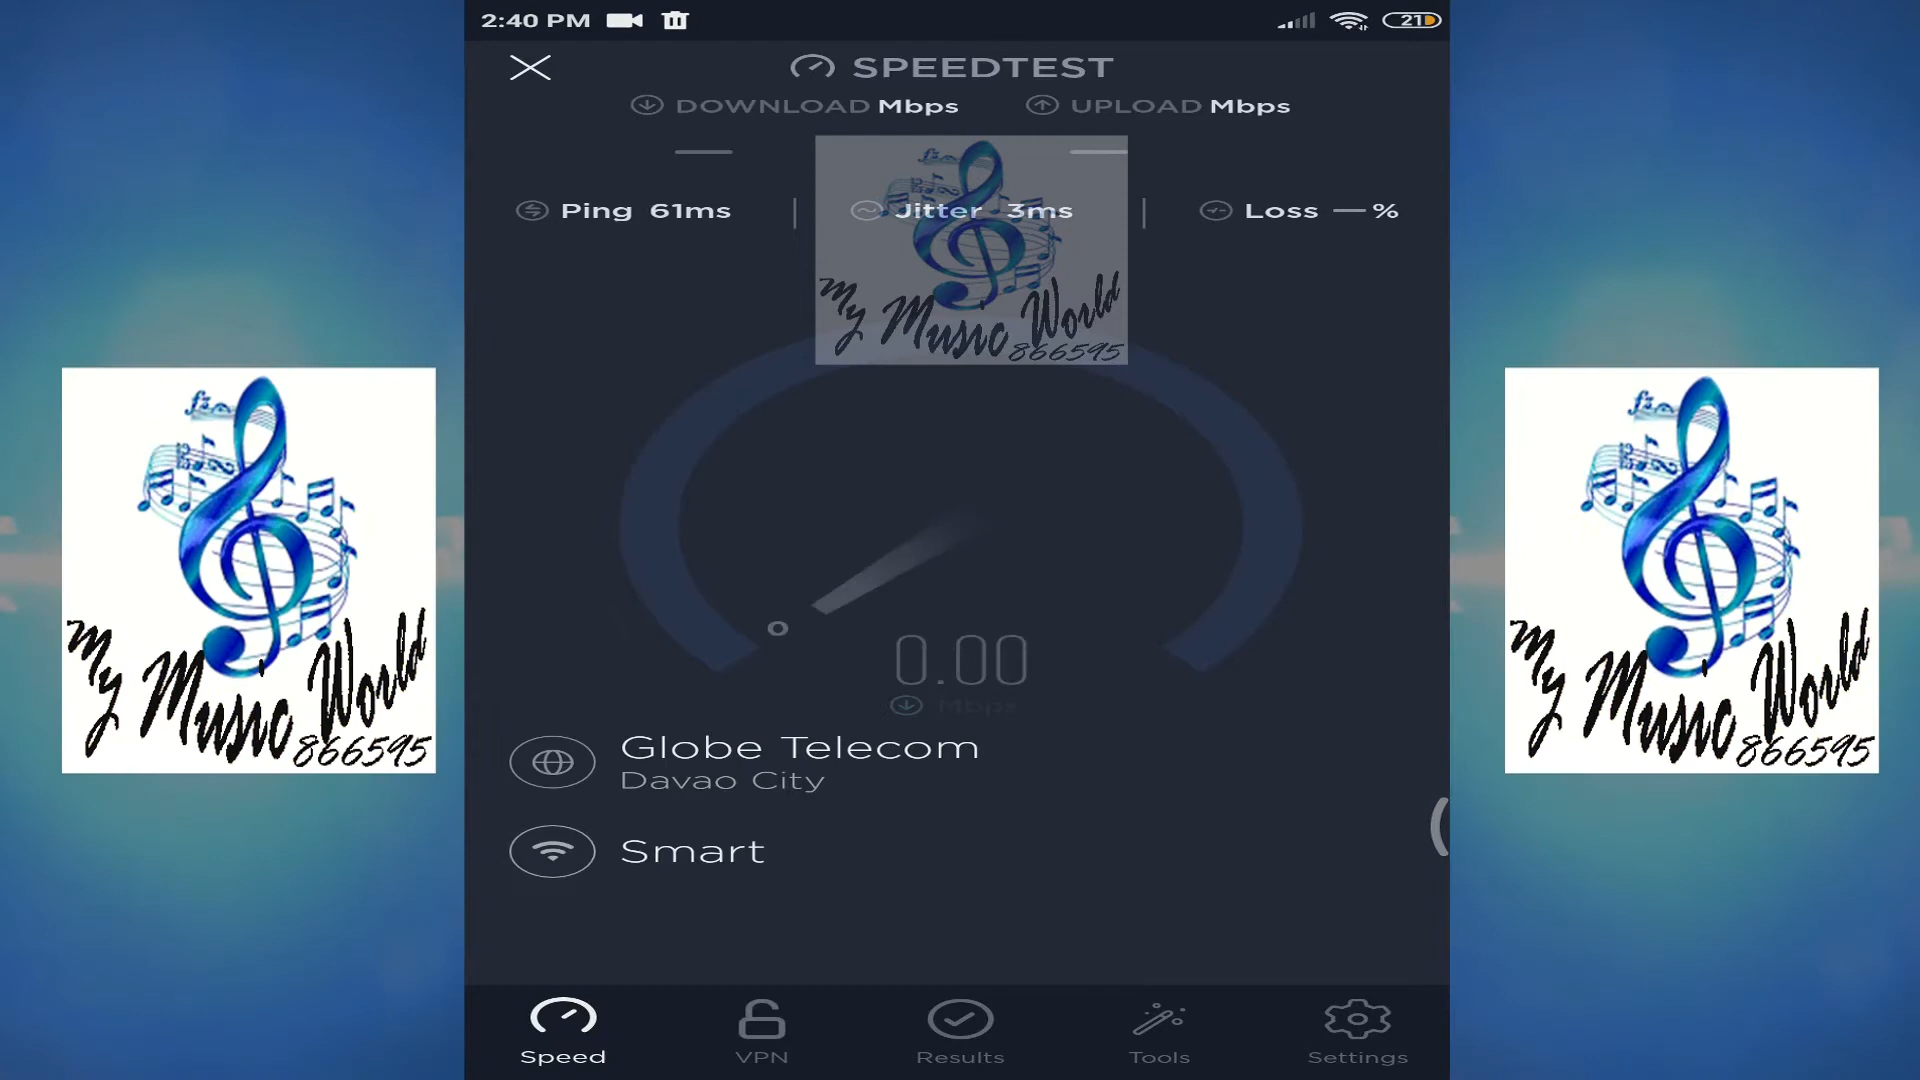 2:40 PM
21
SPEEDTEST
DOWNLOAD Mbps
UPLOAD Mbps
Ping 61ms
Jitter 3ms
Loss — %
My Music World
866595
My Music World
866595
My Music World
866595
0
0.00
Mbps
Globe Telecom
Davao City
Smart
Speed
VPN
Results
Tools
Settings